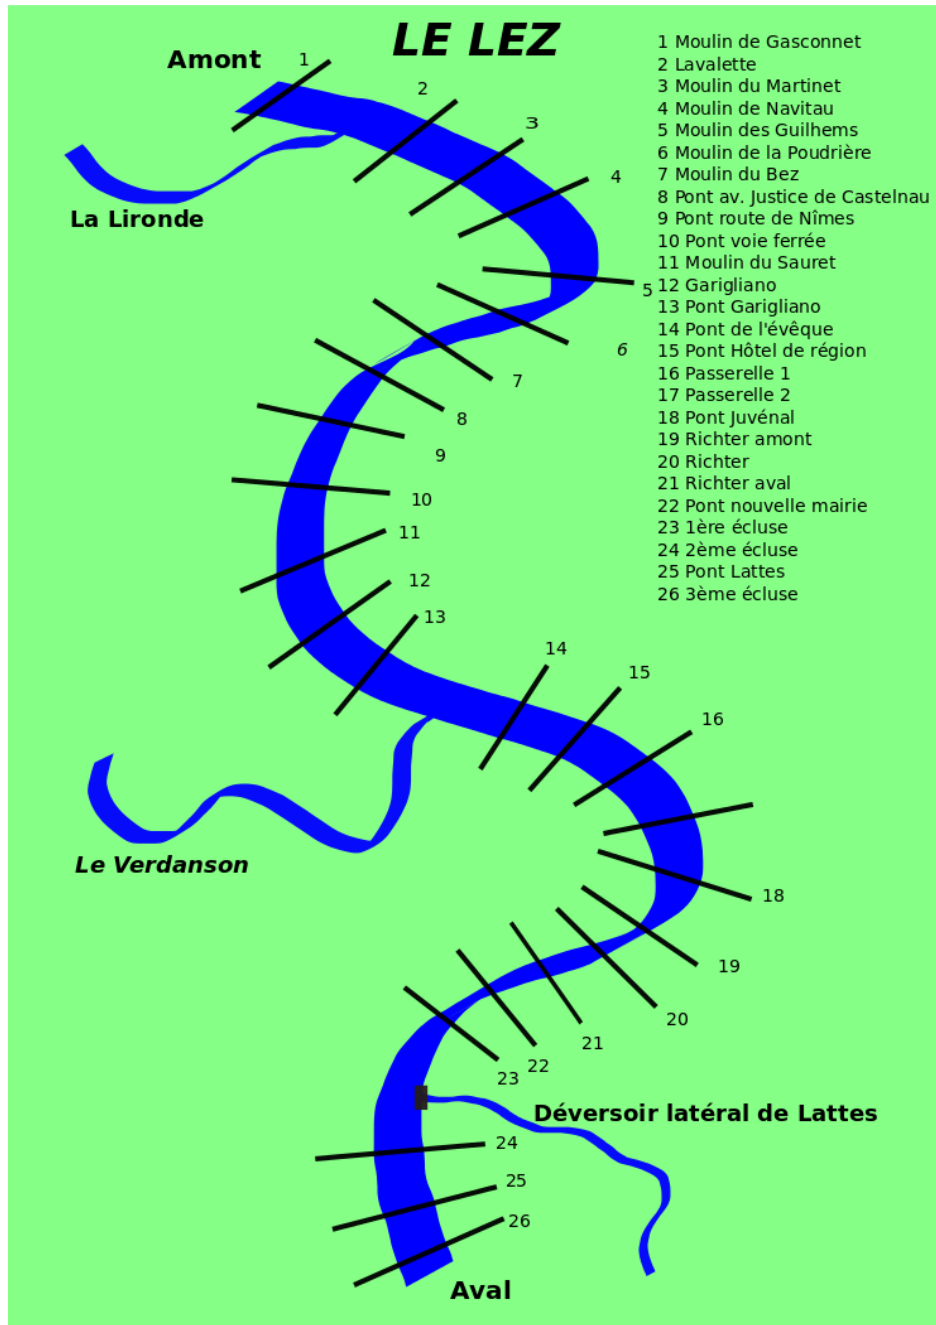 LE LEZ
Amont
1 Moulin de Gasconnet
2 Lavalette
3 Moulin du Martinet
4 Moulin de Navitau
5 Moulin des Guilhems
6 Moulin de la Poudrière
7 Moulin du Bez
8 Pont av. Justice de Castelnau
9 Pont route de Nîmes
10 Pont voie ferrée
11 Moulin du Sauret
12 Garigliano
13 Pont Garigliano
14 Pont de l'évêque
15 Pont Hôtel de région
16 Passerelle 1
17 Passerelle 2
18 Pont Juvénal
19 Richter amont
20 Richter
21 Richter aval
22 Pont nouvelle mairie
23 1ère écluse
24 2ème écluse
25 Pont Lattes
26 3ème écluse
1
2
3
4
La Lironde
5
6
7
8
9
10
11
12
13
14
15
16
Le Verdanson
18
19
20
21
22
23
Déversoir latéral de Lattes
24
25
26
Aval